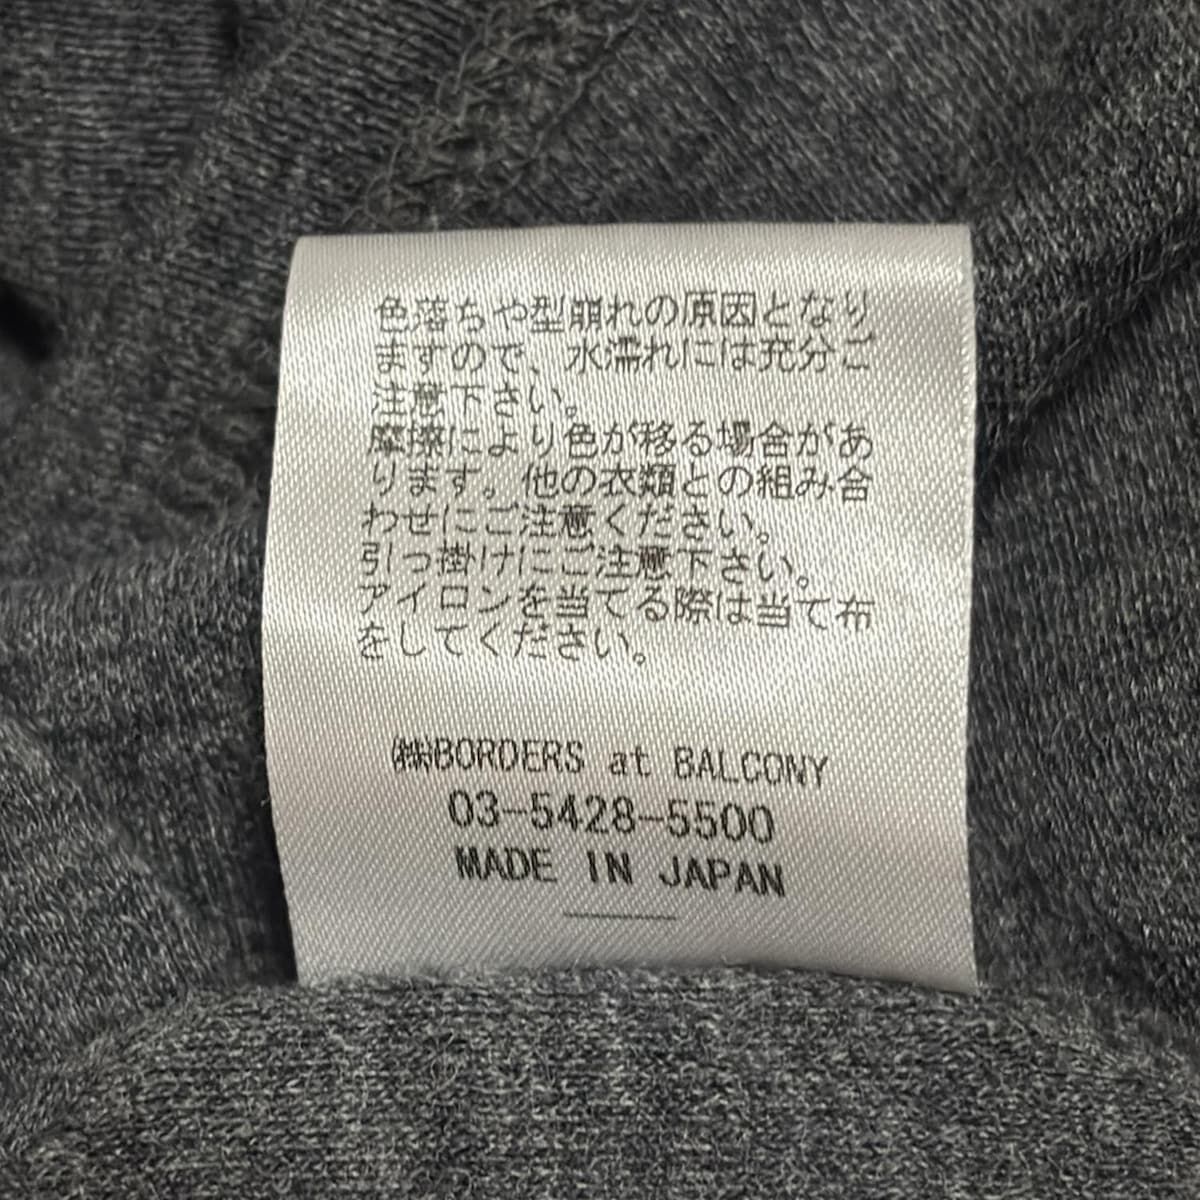 色落ちや型崩れの原因となり
ますので、水濡れには充分ご
注意下さい。
摩擦により色が移る場合があ
ります。他の衣類との組み合
わせにご注意ください。
引っ掛けにご注意下さい。
アイロンを当てる際は当て布
をしてください。
㈱BORDERS at BALCONY
03-5428-5500
MADE IN JAPAN